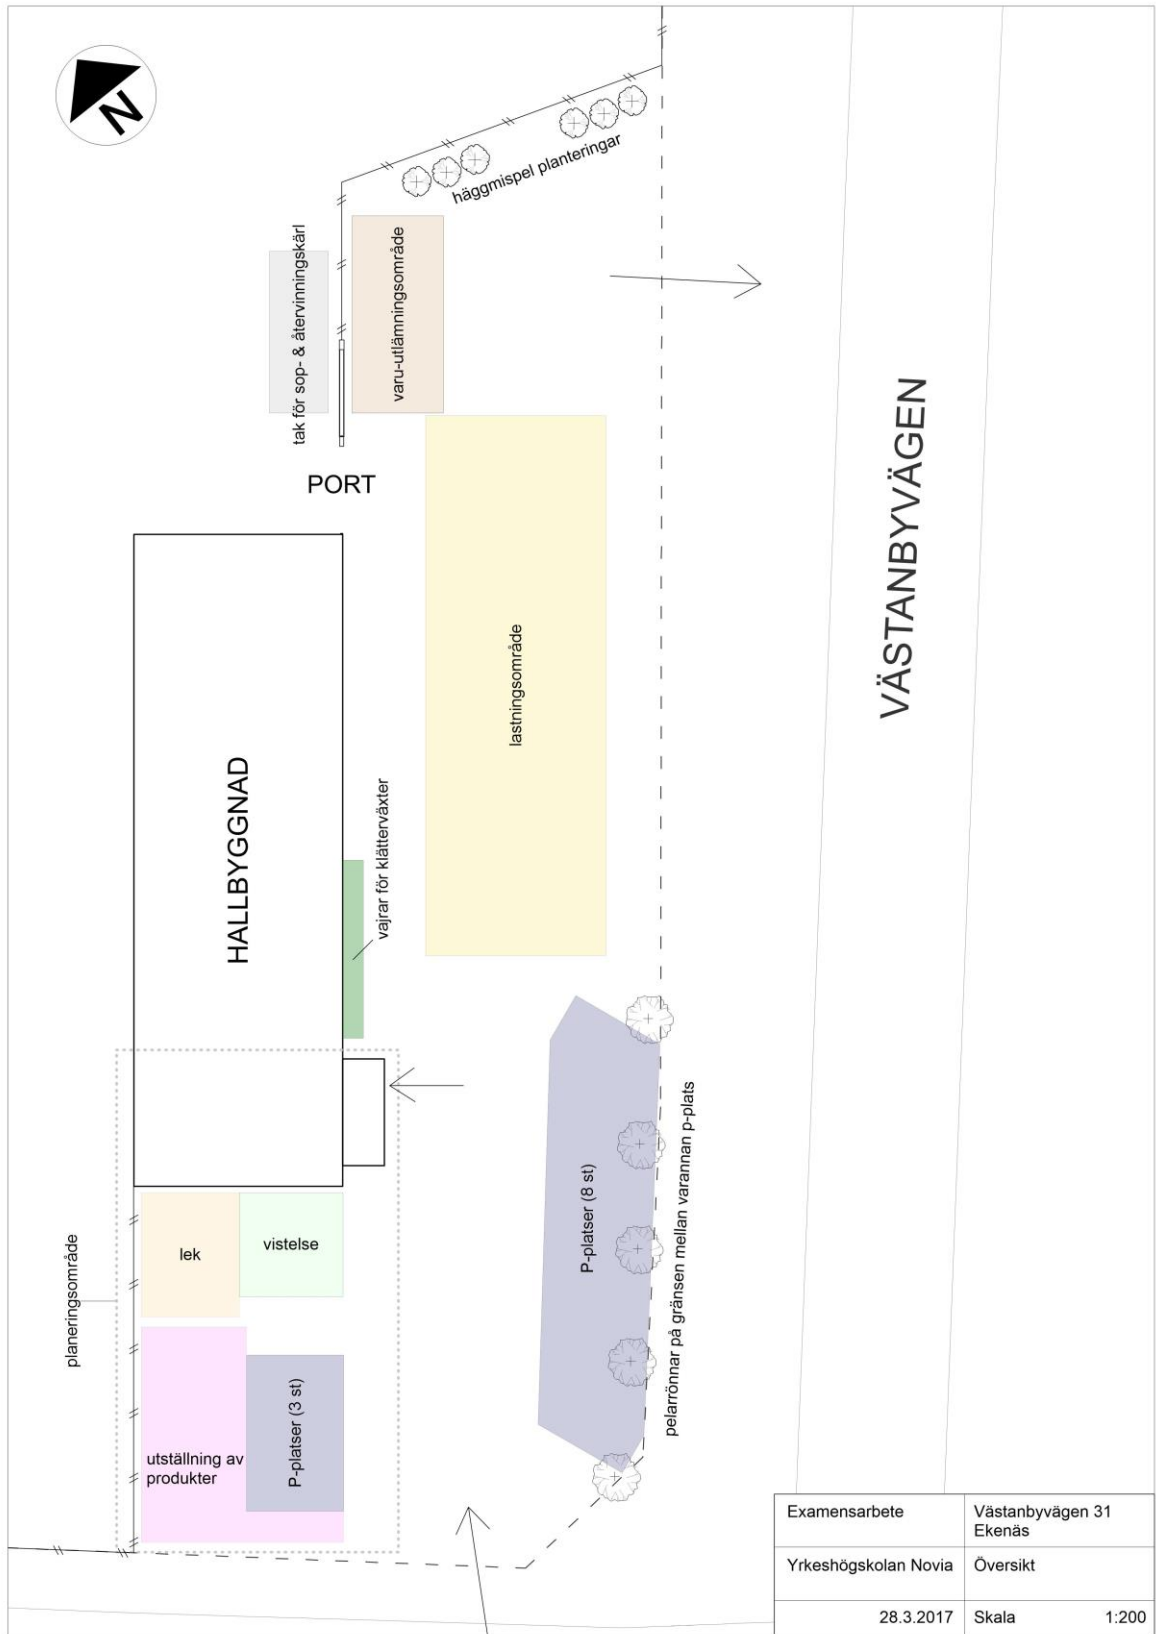 N
häggmispel planteringar
tak för sop- & återvinningskärl
varu-utlämningsområde
PORT
VÄSTANBYVÄGEN
lastningsområde
HALLBYGGNAD
vajrar för klätterväxter
P-platser (8 st)
pelarrönnar på gränsen mellan varannan p-plats
planeringsområde
lek
vistelse
utställning av
produkter
P-platser (3 st)
Examensarbete
Västanbyvägen 31
Ekenäs
Yrkeshögskolan Novia
Översikt
28.3.2017
Skala 1:200